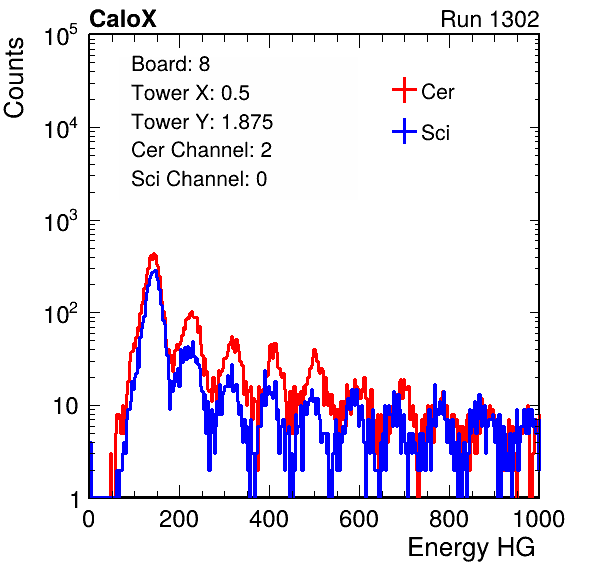 CaloX Run 1302
Counts
10^5
10^4
10^3
10^2
10
1
Board: 8
Tower X: 0.5
Tower Y: 1.875
Cer Channel: 2
Sci Channel: 0
Cer
Sci
0 200 400 600 800 1000
Energy HG